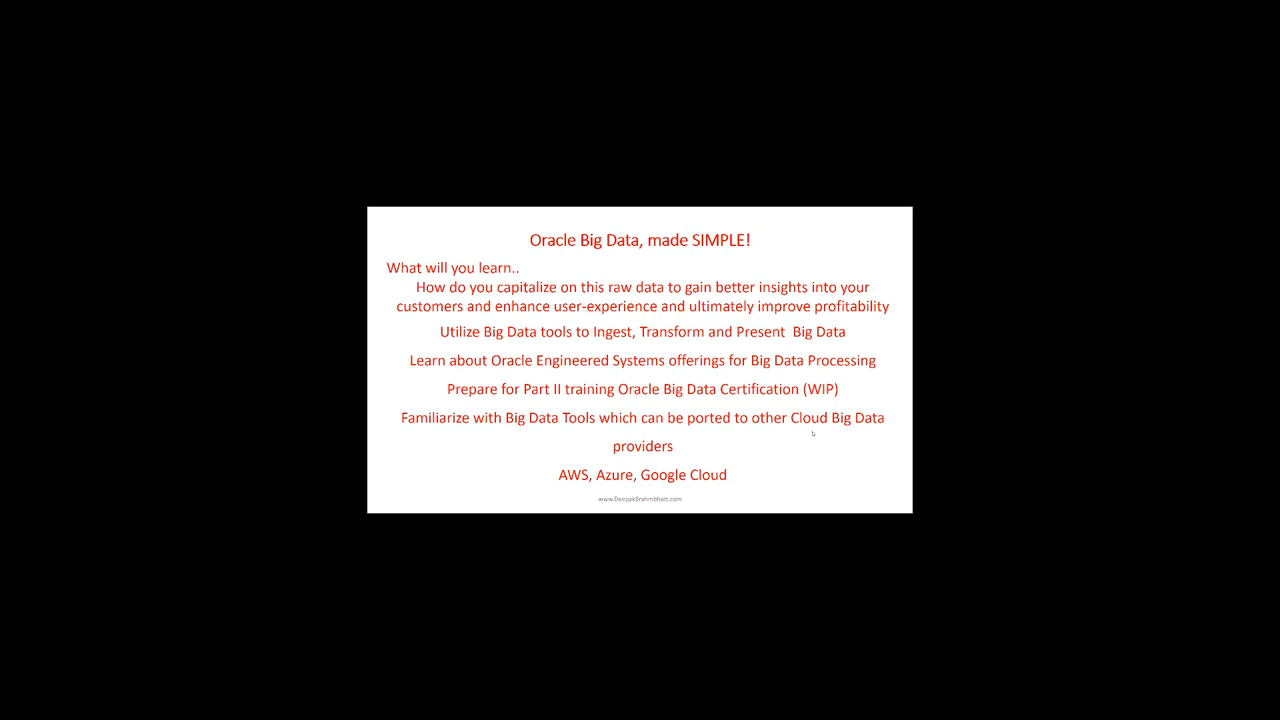 Oracle Big Data, made SIMPLE!
What will you learn..
How do you capitalize on this raw data to gain better insights into your
customers and enhance user-experience and ultimately improve profitability
Utilize Big Data tools to Ingest, Transform and Present  Big Data
Learn about Oracle Engineered Systems offerings for Big Data Processing
Prepare for Part II training Oracle Big Data Certification (WIP)
Familiarize with Big Data Tools which can be ported to other Cloud Big Data
providers
AWS, Azure, Google Cloud
www.DeepakBrahmbhatt.com